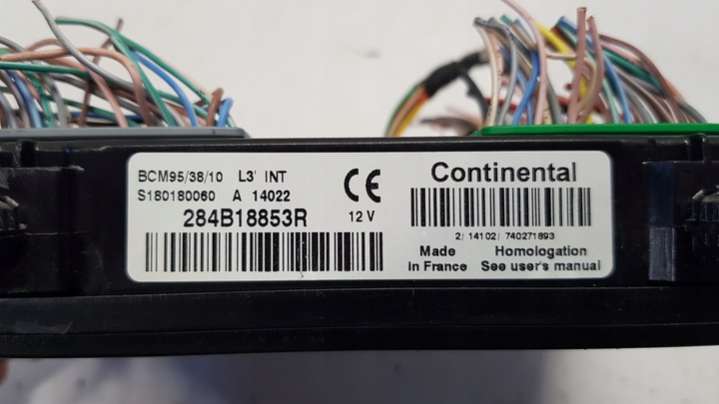 BCM95/38/10 L3' INT
S180180060 A 14022
284B18853R
12 V
CE
Continental
2| 14102| 740271893
Made in France
Homologation
See user's manual